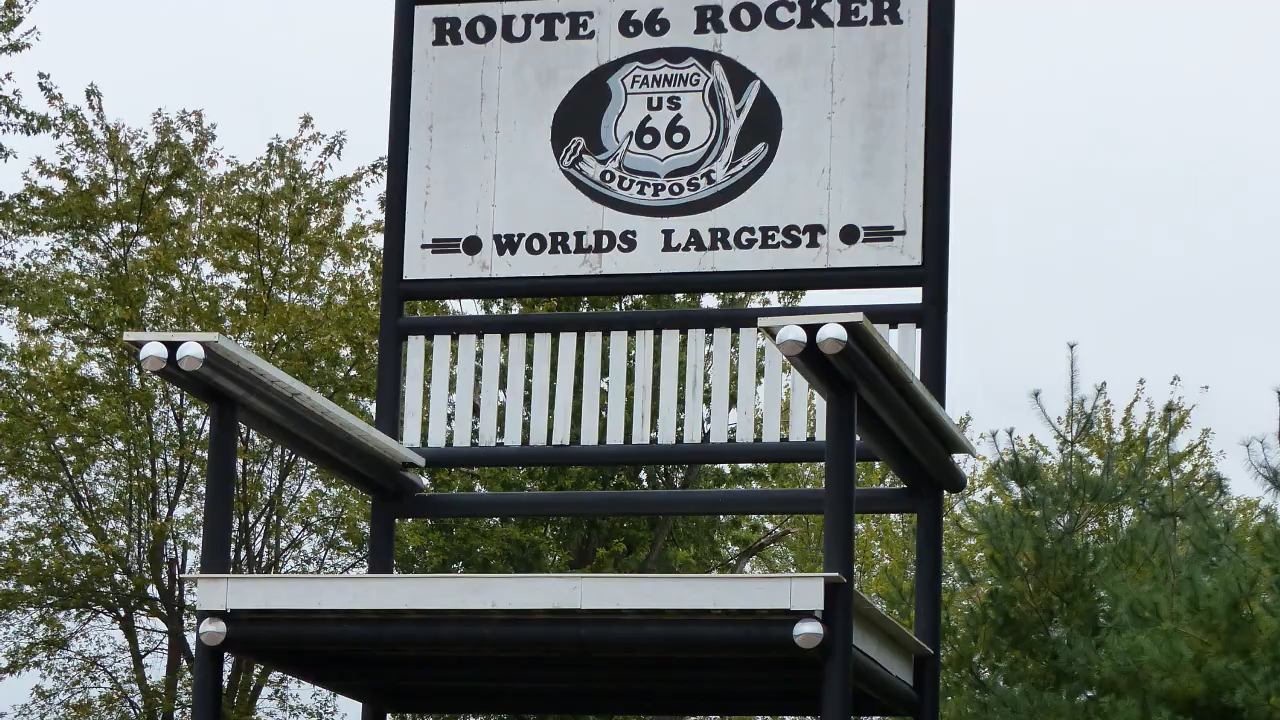 ROUTE 66 ROCKER
FANNING
US
66
OUTPOST
WORLDS LARGEST